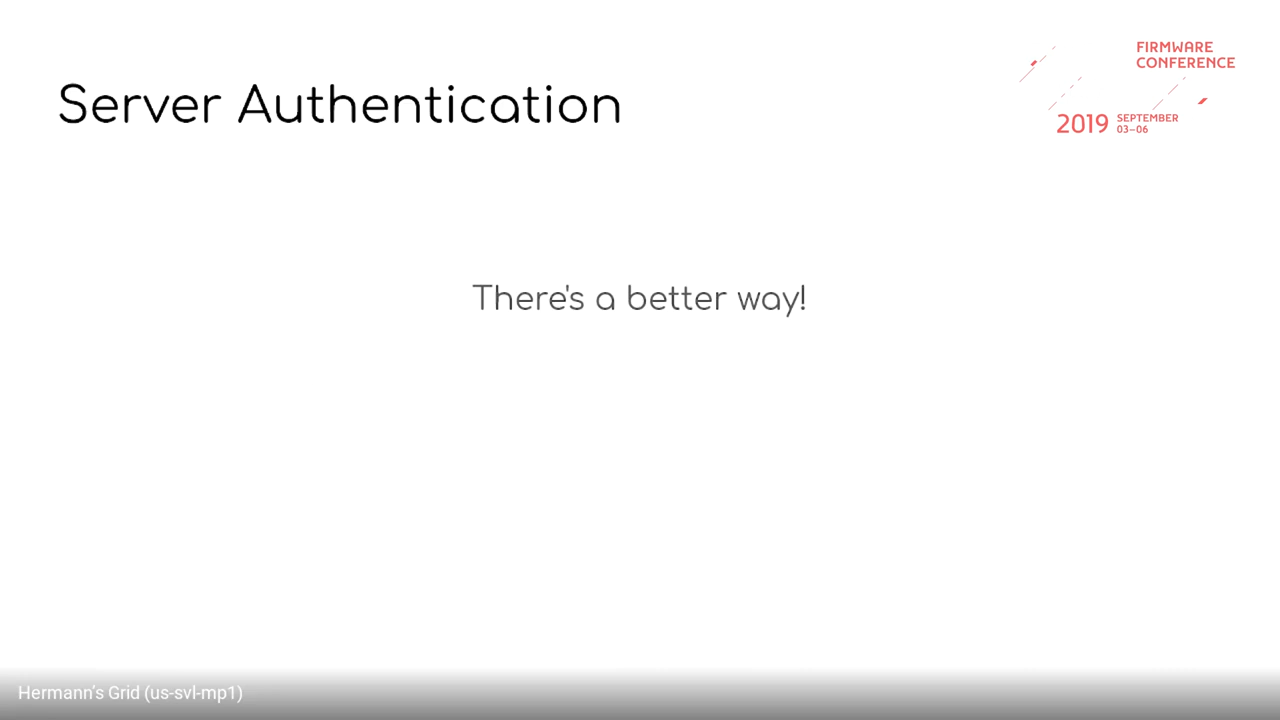 FIRMWARE
CONFERENCE
2019 SEPTEMBER
03–06
Server Authentication
There's a better way!
Hermann's Grid (us-svl-mp1)